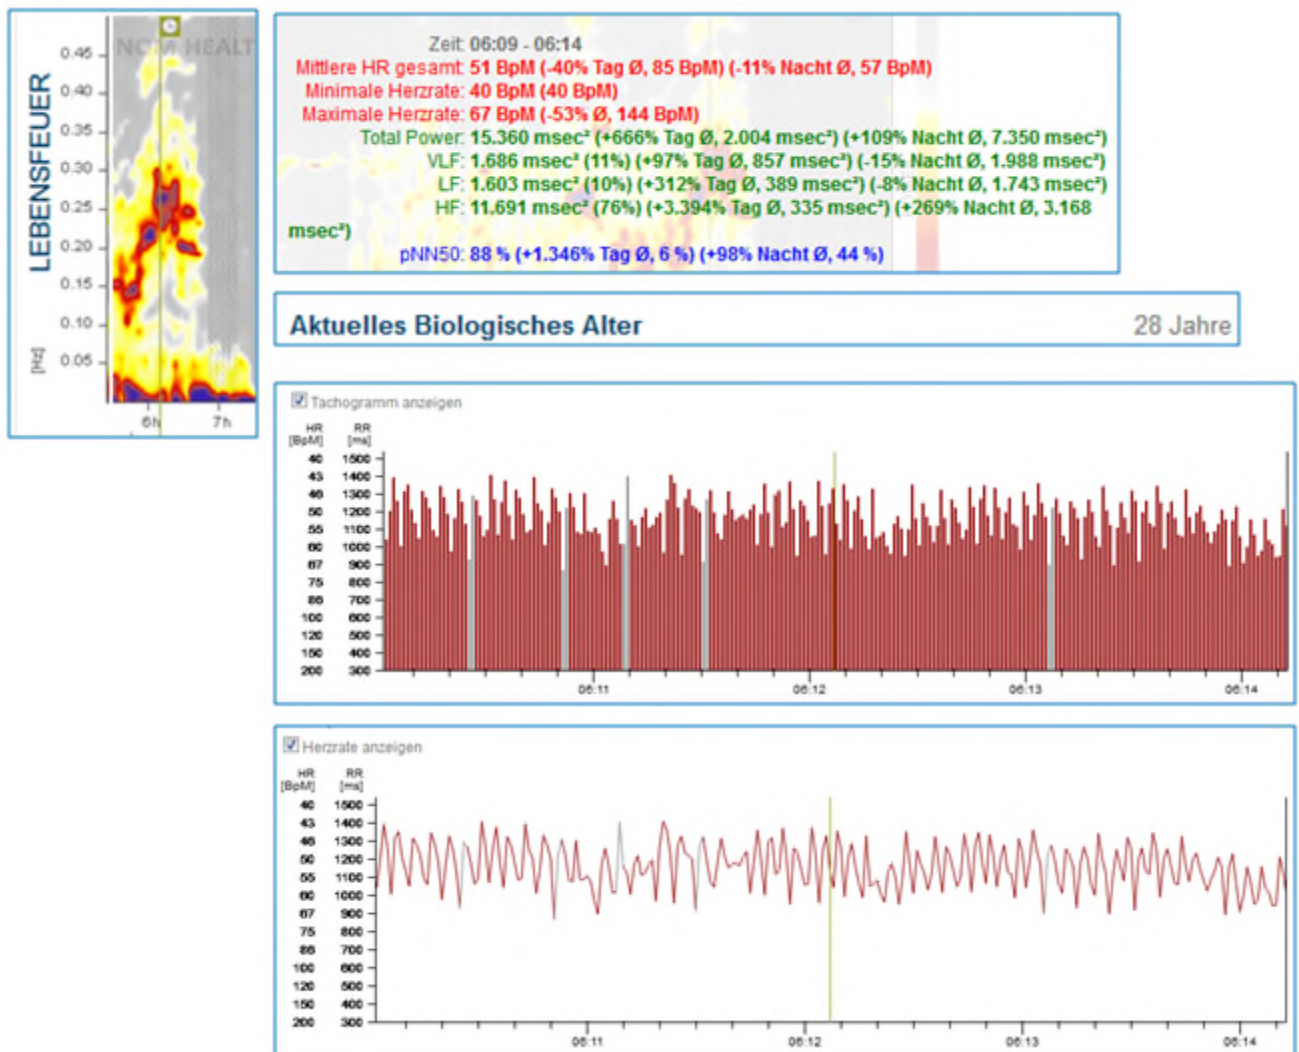 LEBENSFEUER
[Hz]
NOM HEALT
0.45
0.40
0.35
0.30
0.25
0.20
0.15
0.10
0.05
6h 7h
Zeit: 06:09 - 06:14
Mittlere HR gesamt: 51 BpM (-40% Tag Ø, 85 BpM) (-11% Nacht Ø, 57 BpM)
Minimale Herzrate: 40 BpM (40 BpM)
Maximale Herzrate: 67 BpM (-53% Ø, 144 BpM)
Total Power: 15.360 msec² (+666% Tag Ø, 2.004 msec²) (+109% Nacht Ø, 7.350 msec²)
VLF: 1.686 msec² (11%) (+97% Tag Ø, 857 msec²) (-15% Nacht Ø, 1.988 msec²)
LF: 1.603 msec² (10%) (+312% Tag Ø, 389 msec²) (-8% Nacht Ø, 1.743 msec²)
HF: 11.691 msec² (76%) (+3.394% Tag Ø, 335 msec²) (+269% Nacht Ø, 3.168
msec²)
pNN50: 88 % (+1.346% Tag Ø, 6 %) (+98% Nacht Ø, 44 %)
Aktuelles Biologisches Alter 28 Jahre
Tachogramm anzeigen
HR RR
[BpM] [ms]
40 1500
43 1400
46 1300
50 1200
55 1100
60 1000
67 900
75 800
86 700
100 600
120 500
150 400
200 300
06:11 06:12 06:13 06:14
Herzrate anzeigen
HR RR
[BpM] [ms]
40 1500
43 1400
46 1300
50 1200
55 1100
60 1000
67 900
75 800
86 700
100 600
120 500
150 400
200 300
06:11 06:12 06:13 06:14